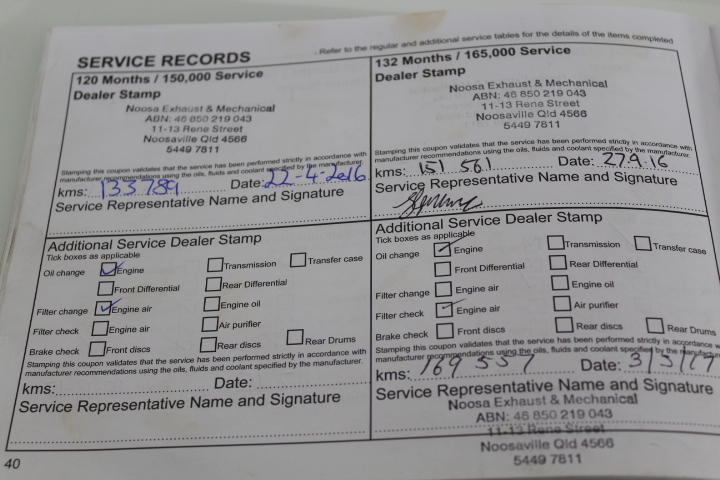 SERVICE RECORDS
. Refer to the regular and additional service tables for the details of the items completed
120 Months / 150,000 Service
Dealer Stamp
Noosa Exhaust & Mechanical
ABN: 46 850 219 043
11-13 Rene Street
Noosaville Qld 4566
5449 7811
Stamping this coupon validates that the service has been performed strictly in accordance with
manufacturer recommendations using the oils, fluids and coolant specified by the manufacturer.
kms: 133789 Date: 22-4-2016
Service Representative Name and Signature
Additional Service Dealer Stamp
Tick boxes as applicable
Oil change Engine Transmission Transfer case
Front Differential Rear Differential
Filter change Engine air Engine oil
Filter check Engine air Air purifier
Brake check Front discs Rear discs Rear Drums
Stamping this coupon validates that the service has been performed strictly in accordance with
manufacturer recommendations using the oils, fluids and coolant specified by the manufacturer.
kms: Date:
Service Representative Name and Signature
40
132 Months / 165,000 Service
Dealer Stamp
Noosa Exhaust & Mechanical
ABN: 46 850 219 043
11-13 Rene Street
Noosaville Qld 4566
5449 7811
Stamping this coupon validates that the service has been performed strictly in accordance with
manufacturer recommendations using the oils, fluids and coolant specified by the manufacturer.
kms: 151 561 Date: 27.9.16
Service Representative Name and Signature
Additional Service Dealer Stamp
Tick boxes as applicable
Oil change Engine Transmission Transfer case
Front Differential Rear Differential
Filter change Engine air Engine oil
Filter check Engine air Air purifier
Brake check Front discs Rear discs Rear Drums
Stamping this coupon validates that the service has been performed strictly in accordance
manufacturer recommendations using the oils, fluids and coolant specified by the
kms: 169 557 Date: 3/3/17
Service Representative Name and Signature
Noosa Exhaust & Mechanical
ABN: 46 850 219 043
11-13 Rene Street
Noosaville Qld 4566
5449 7811